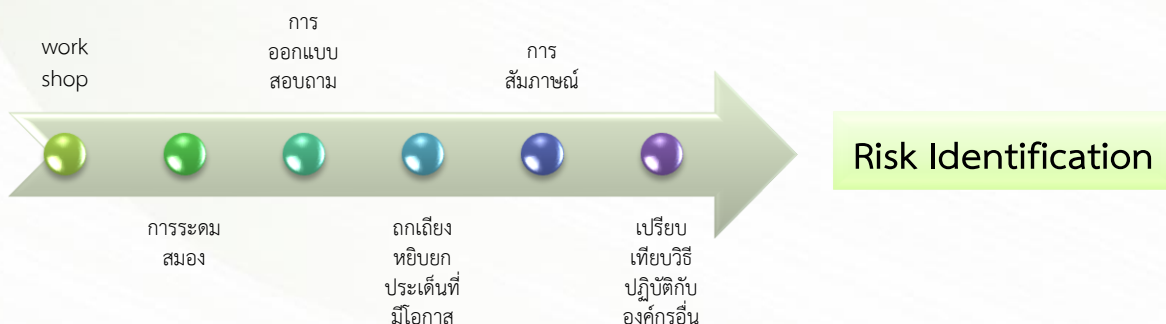 work
shop
การระดม
สมอง
การ
ออกแบบ
สอบถาม
ถกเถียง
หยิบยก
ประเด็นที่
มีโอกาส
การ
สัมภาษณ์
เปรียบ
เทียบวิธี
ปฏิบัติกับ
องค์กรอื่น
Risk Identification